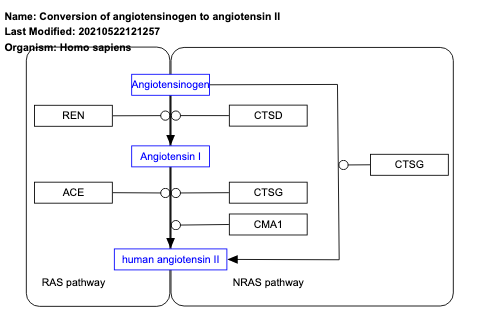 Name: Conversion of angiotensinogen to angiotensin II
Last Modified: 20210522121257
Organism: Homo sapiens
Angiotensinogen
REN
CTSD
Angiotensin I
CTSG
ACE
CTSG
CMA1
human angiotensin II
RAS pathway
NRAS pathway